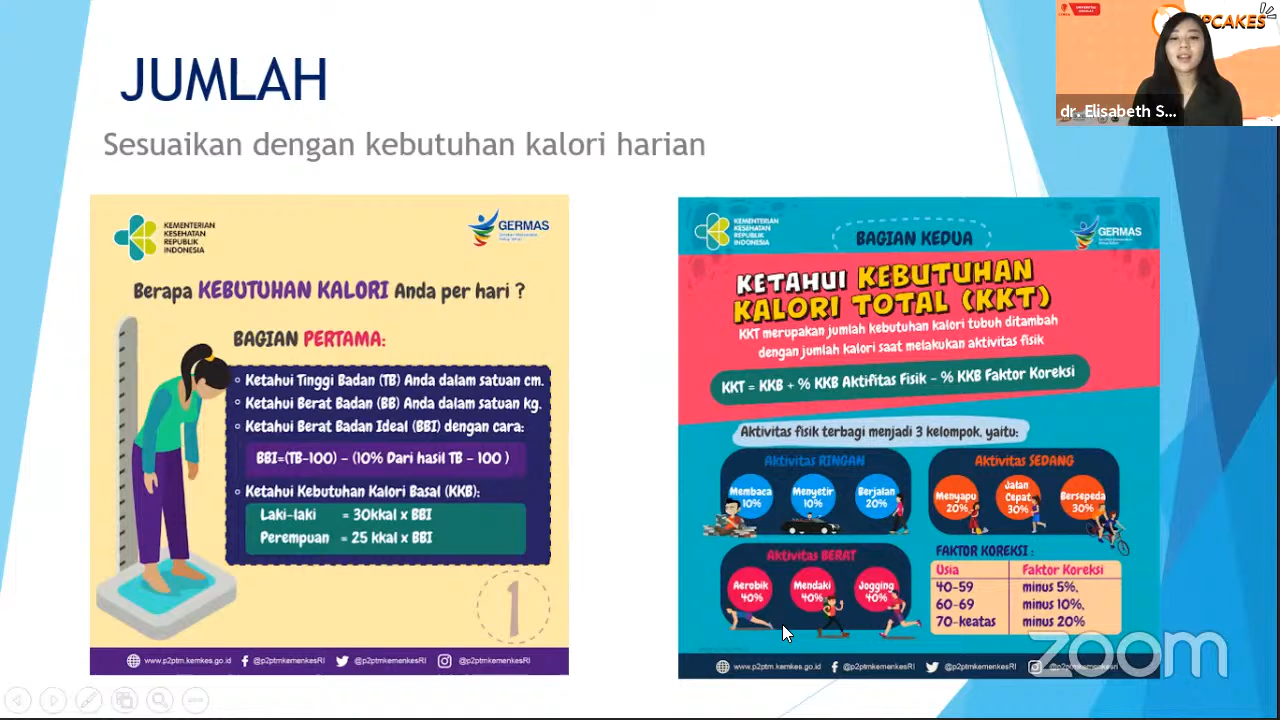 JUMLAH
Sesuaikan dengan kebutuhan kalori harian
CAKES
dr. Elisabeth S...
KEMENTERIAN
KESEHATAN
REPUBLIK
INDONESIA
GERMAS
Berapa KEBUTUHAN KALORI Anda per hari ?
BAGIAN PERTAMA:
Ketahui Tinggi Badan (TB) Anda dalam satuan cm.
Ketahui Berat Badan (BB) Anda dalam satuan kg.
Ketahui Berat Badan Ideal (BBI) dengan cara:
BBI=(TB-100) - (10% Dari hasil TB - 100 )
Ketahui Kebutuhan Kalori Basal (KKB):
Laki-laki = 30kkal x BBI
Perempuan = 25 kkal x BBI
1
www.p2ptm.kemkes.go.id @p2ptmkemenkesRI @p2ptmkemenkesRI @p2ptmkemenkesRI
KEMENTERIAN
KESEHATAN
REPUBLIK
INDONESIA
BAGIAN KEDUA
GERMAS
KETAHUI KEBUTUHAN
KALORI TOTAL (KKT)
KKT merupakan jumlah kebutuhan kalori tubuh ditambah
dengan jumlah kalori saat melakukan aktivitas fisik
KKT = KKB + % KKB Aktifitas Fisik - % KKB Faktor Koreksi
Aktivitas fisik terbagi menjadi 3 kelompok, yaitu:
Aktivitas RINGAN
Membaca
10%
Menyetir
10%
Berjalan
20%
Aktivitas SEDANG
Menyapu
20%
Jalan
Cepat
30%
Bersepeda
30%
Aktivitas BERAT
Aerobik
40%
Mendaki
40%
Jogging
40%
FAKTOR KOREKSI :
Usia Faktor Koreksi
40-59 minus 5%,
60-69 minus 10%,
70-keatas minus 20%
www.p2ptm.kemkes.go.id @p2ptmkemenkesRI @p2ptmkemenkesRI @p2ptmkemenkesRI
zoom